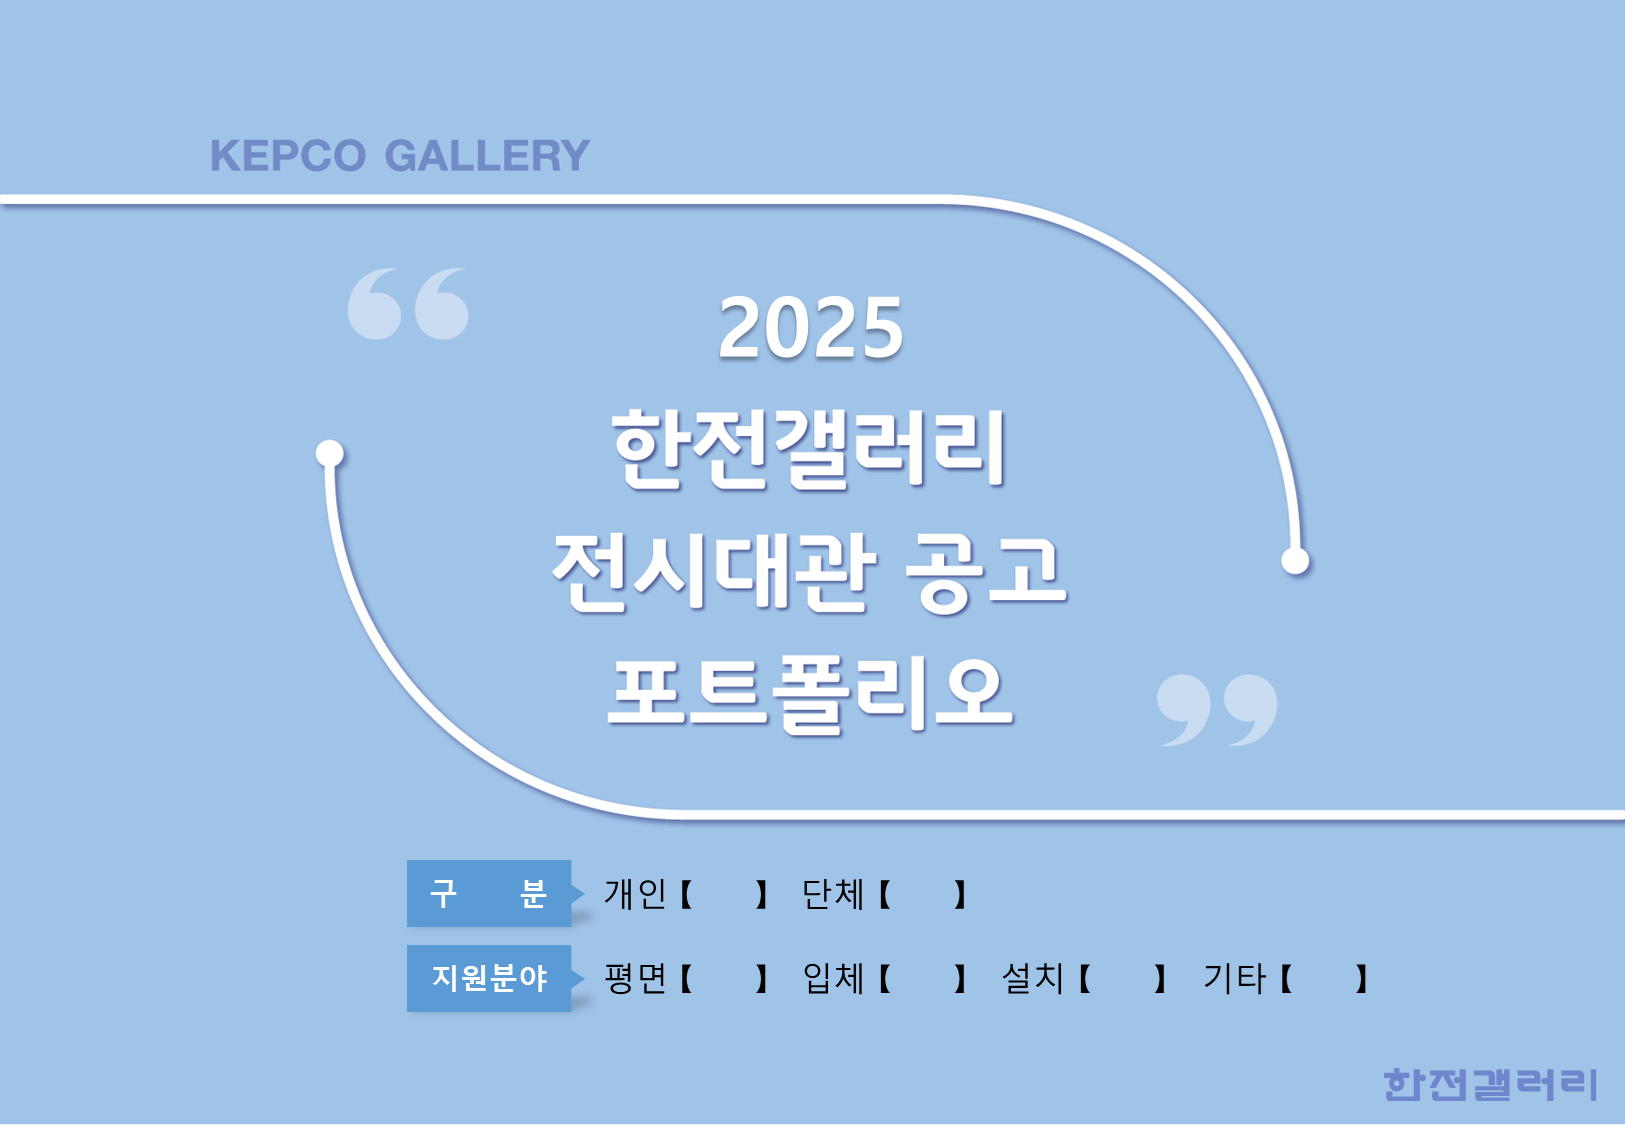 KEPCO GALLERY
2025
한전갤러리
전시대관 공고
포트폴리오
구 분 개인【 】 단체【 】
지원분야 평면【 】 입체【 】 설치【 】 기타【 】
한전갤러리